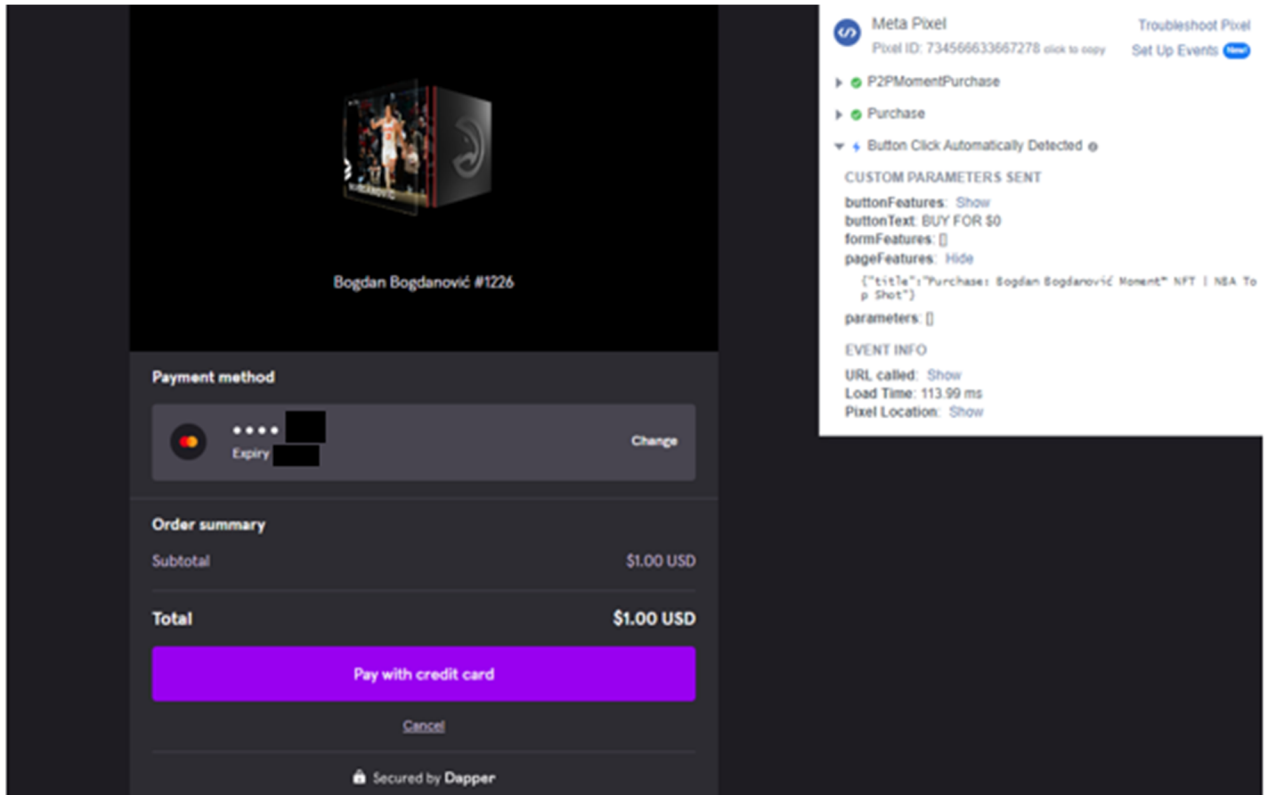 BOGDANOVIĆ
Bogdan Bogdanović #1226
Payment method
Expiry
Change
Order summary
Subtotal $1.00 USD
Total $1.00 USD
Pay with credit card
Cancel
Secured by Dapper
Meta Pixel
Troubleshoot Pixel
Pixel ID: 734566633667278 click to copy
Set Up Events New!
P2PMomentPurchase
Purchase
Button Click Automatically Detected
CUSTOM PARAMETERS SENT
buttonFeatures: Show
buttonText: BUY FOR $0
formFeatures: []
pageFeatures: Hide
{"title":"Purchase: Bogdan Bogdanović Moment™ NFT | NBA To
p Shot"}
parameters: []
EVENT INFO
URL called: Show
Load Time: 113.99 ms
Pixel Location: Show